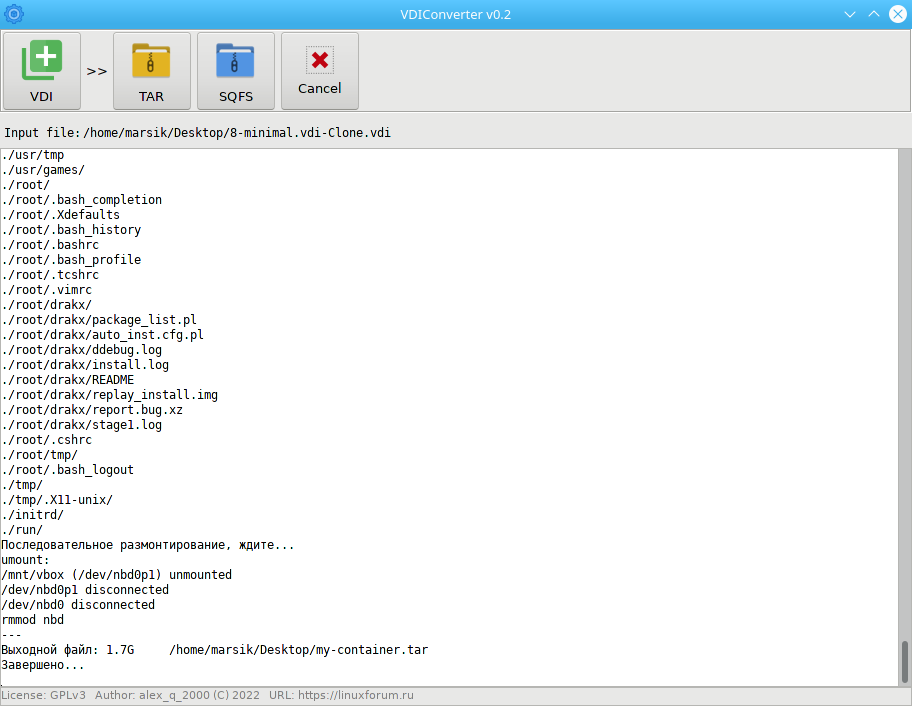 VDIConverter v0.2
VDI >> TAR SQFS Cancel
Input file: /home/marsik/Desktop/8-minimal.vdi-Clone.vdi
./usr/tmp
./usr/games/
./root/
./root/.bash_completion
./root/.Xdefaults
./root/.bash_history
./root/.bashrc
./root/.bash_profile
./root/.tcshrc
./root/.vimrc
./root/drakx/
./root/drakx/package_list.pl
./root/drakx/auto_inst.cfg.pl
./root/drakx/ddebug.log
./root/drakx/install.log
./root/drakx/README
./root/drakx/replay_install.img
./root/drakx/report.bug.xz
./root/drakx/stage1.log
./root/.cshrc
./root/tmp/
./root/.bash_logout
./tmp/
./tmp/.X11-unix/
./initrd/
./run/
Последовательное размонтирование, ждите...
umount:
/mnt/vbox (/dev/nbd0p1) unmounted
/dev/nbd0p1 disconnected
/dev/nbd0 disconnected
rmmod nbd
---
Выходной файл: 1.7G /home/marsik/Desktop/my-container.tar
Завершено...
License: GPLv3 Author: alex_q_2000 (C) 2022 URL: https://linuxforum.ru